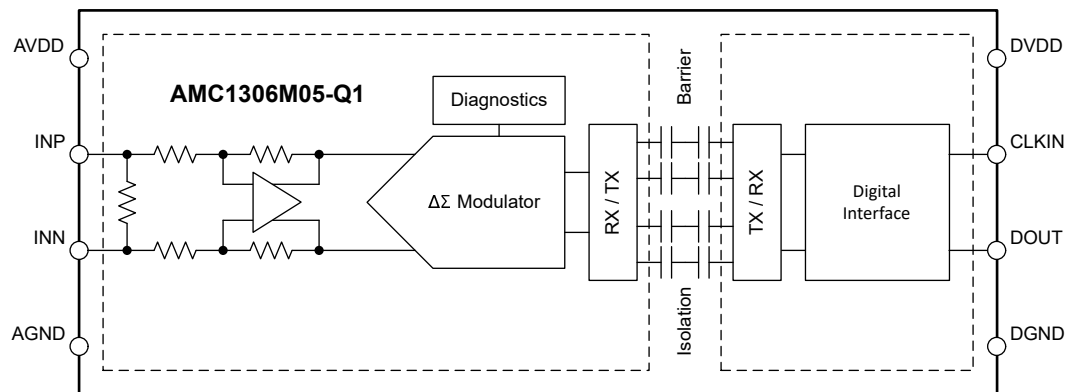 AVDD
DVDD
AMC1306M05-Q1
Diagnostics
Barrier
INP
CLKIN
ΔΣ Modulator
RX / TX
TX / RX
Digital
Interface
INN
DOUT
Isolation
AGND
DGND